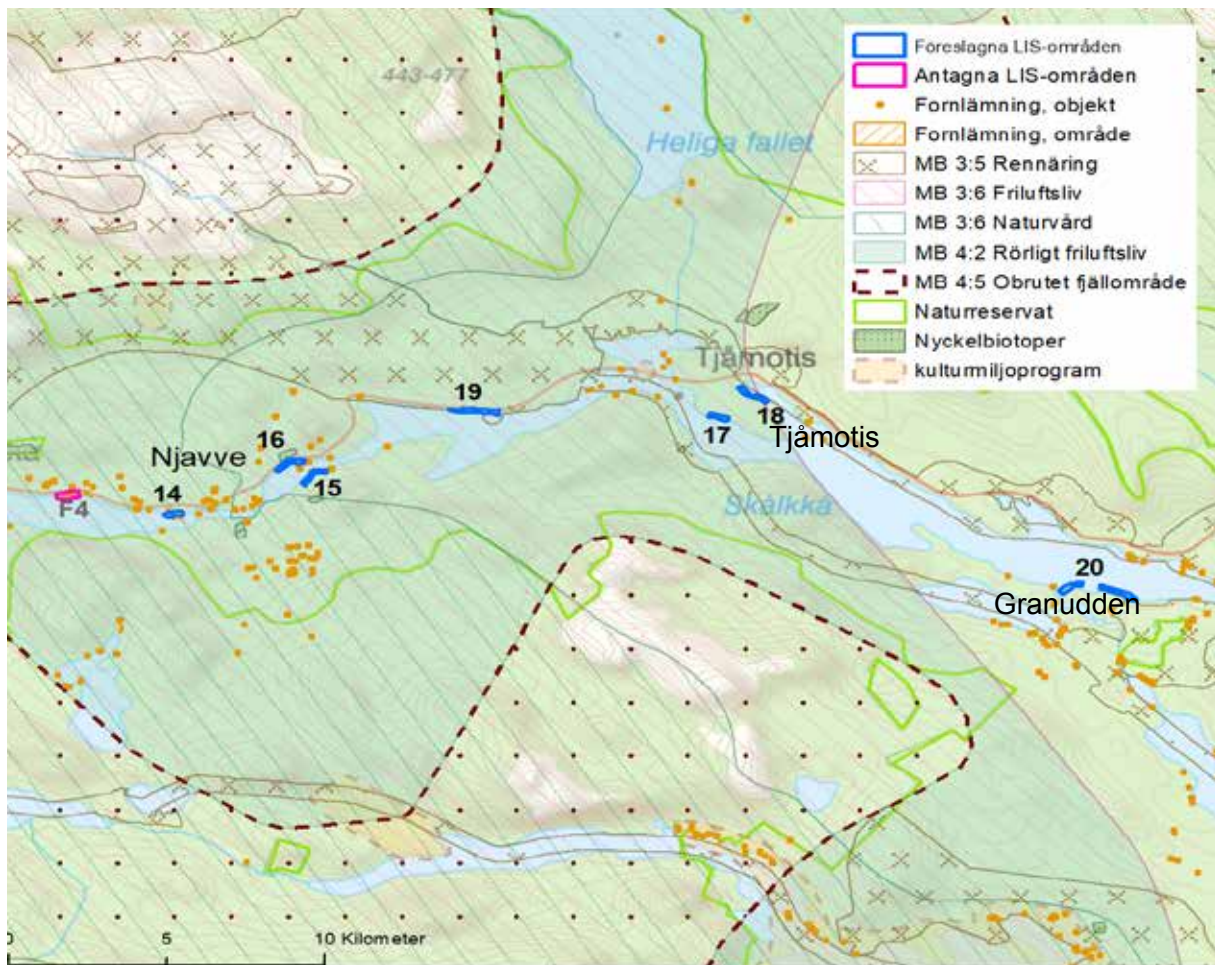 443-477
Heliga fallet
Föreslagna LIS-områden
Antagna LIS-områden
Fornlämning, objekt
Fornlämning, område
MB 3:5 Rennäring
MB 3:6 Friluftsliv
MB 3:6 Naturvård
MB 4:2 Rörligt friluftsliv
MB 4:5 Obrutet fjällområde
Naturreservat
Nyckelbiotoper
kulturmiljoprogram
Tjåmotis
19
18
17
Tjåmotis
16
Njavve
15
14
F4
Skalkka
20
Granudden
0 5 10 Kilometer